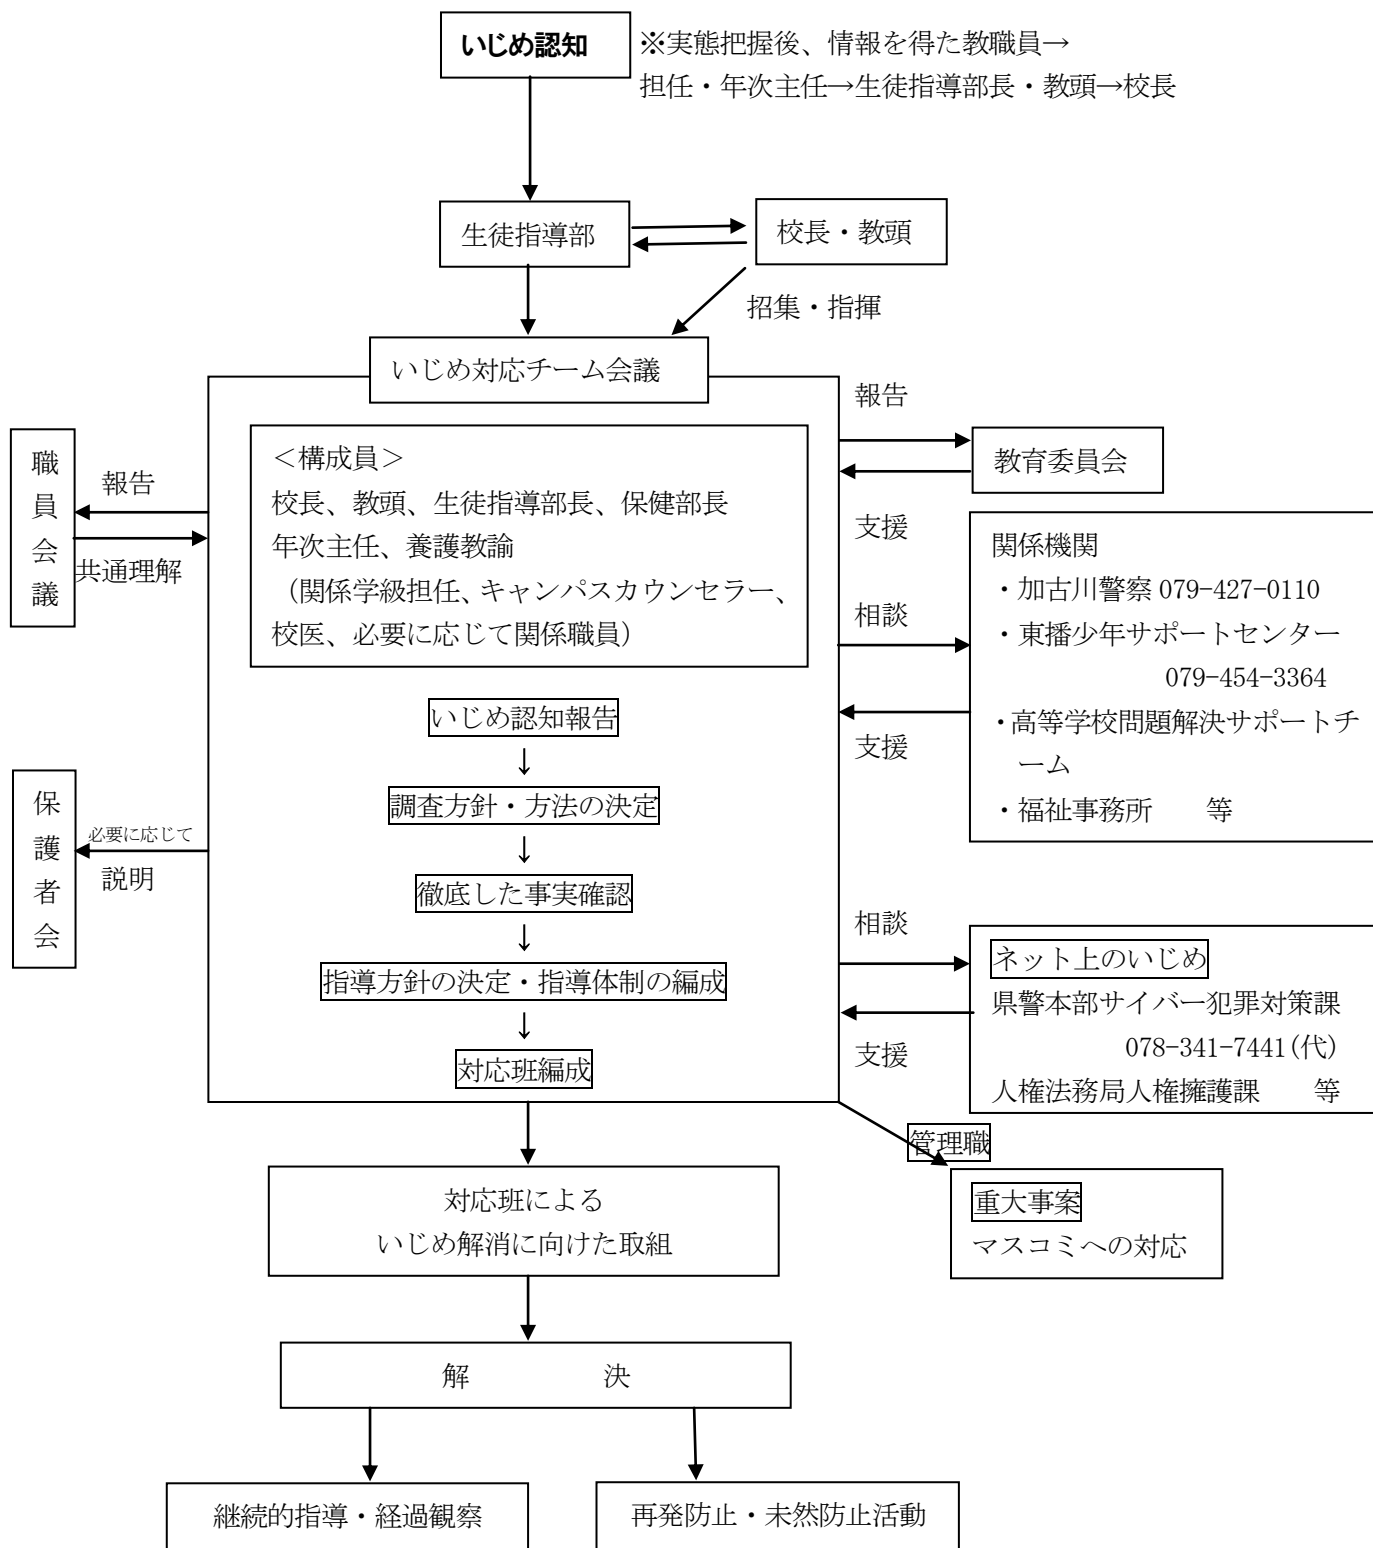 いじめ認知
※実態把握後、情報を得た教職員→
担任・年次主任→生徒指導部長・教頭→校長
生徒指導部
校長・教頭
招集・指揮
いじめ対応チーム会議
＜構成員＞
校長、教頭、生徒指導部長、保健部長
年次主任、養護教諭
（関係学級担任、キャンパスカウンセラー、
校医、必要に応じて関係職員）
職員会議
報告
共通理解
保護者会
必要に応じて
説明
いじめ認知報告
↓
調査方針・方法の決定
↓
徹底した事実確認
↓
指導方針の決定・指導体制の編成
↓
対応班編成
報告
教育委員会
支援
相談
関係機関
・加古川警察 079-427-0110
・東播少年サポートセンター
079-454-3364
・高等学校問題解決サポートチ
ーム
・福祉事務所　　等
支援
相談
ネット上のいじめ
県警本部サイバー犯罪対策課
078-341-7441(代)
人権法務局人権擁護課　　等
支援
管理職
重大事案
マスコミへの対応
対応班による
いじめ解消に向けた取組
解　　　　　決
継続的指導・経過観察
再発防止・未然防止活動